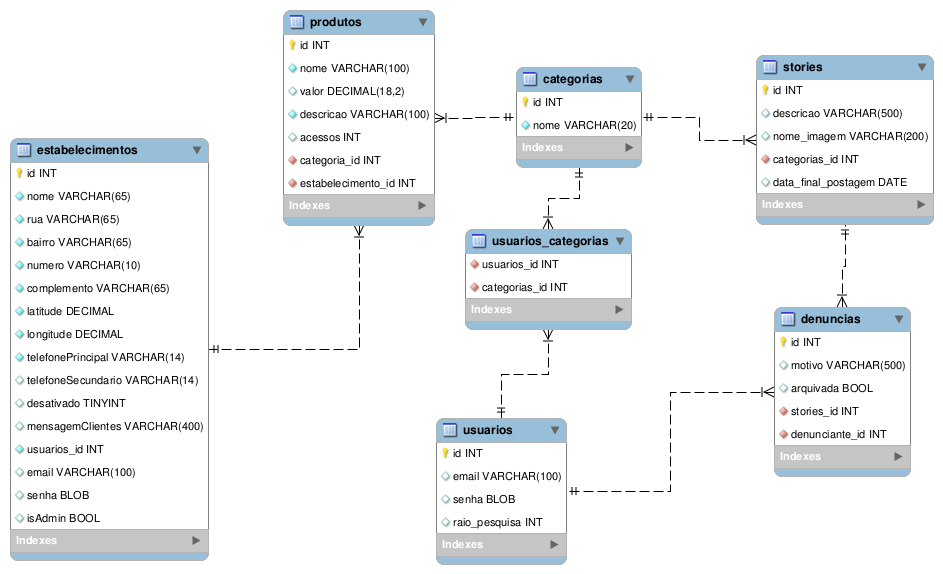 produtos
id INT
nome VARCHAR(100)
valor DECIMAL(18,2)
descricao VARCHAR(100)
acessos INT
categoria_id INT
estabelecimento_id INT
Indexes
categorias
id INT
nome VARCHAR(20)
Indexes
stories
id INT
descricao VARCHAR(500)
nome_imagem VARCHAR(200)
categorias_id INT
data_final_postagem DATE
Indexes
estabelecimentos
id INT
nome VARCHAR(65)
rua VARCHAR(65)
bairro VARCHAR(65)
numero VARCHAR(10)
complemento VARCHAR(65)
latitude DECIMAL
longitude DECIMAL
telefonePrincipal VARCHAR(14)
telefoneSecundario VARCHAR(14)
desativado TINYINT
mensagemClientes VARCHAR(400)
usuarios_id INT
email VARCHAR(100)
senha BLOB
isAdmin BOOL
Indexes
usuarios_categorias
usuarios_id INT
categorias_id INT
Indexes
denuncias
id INT
motivo VARCHAR(500)
arquivada BOOL
stories_id INT
denunciante_id INT
Indexes
usuarios
id INT
email VARCHAR(100)
senha BLOB
raio_pesquisa INT
Indexes